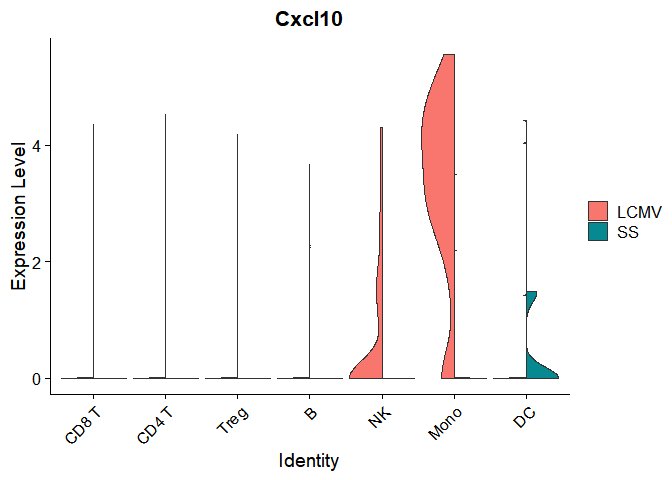 Cxcl10
Expression Level
4
2
0
CD8 T
CD4 T
Treg
B
NK
Mono
DC
Identity
LCMV
SS